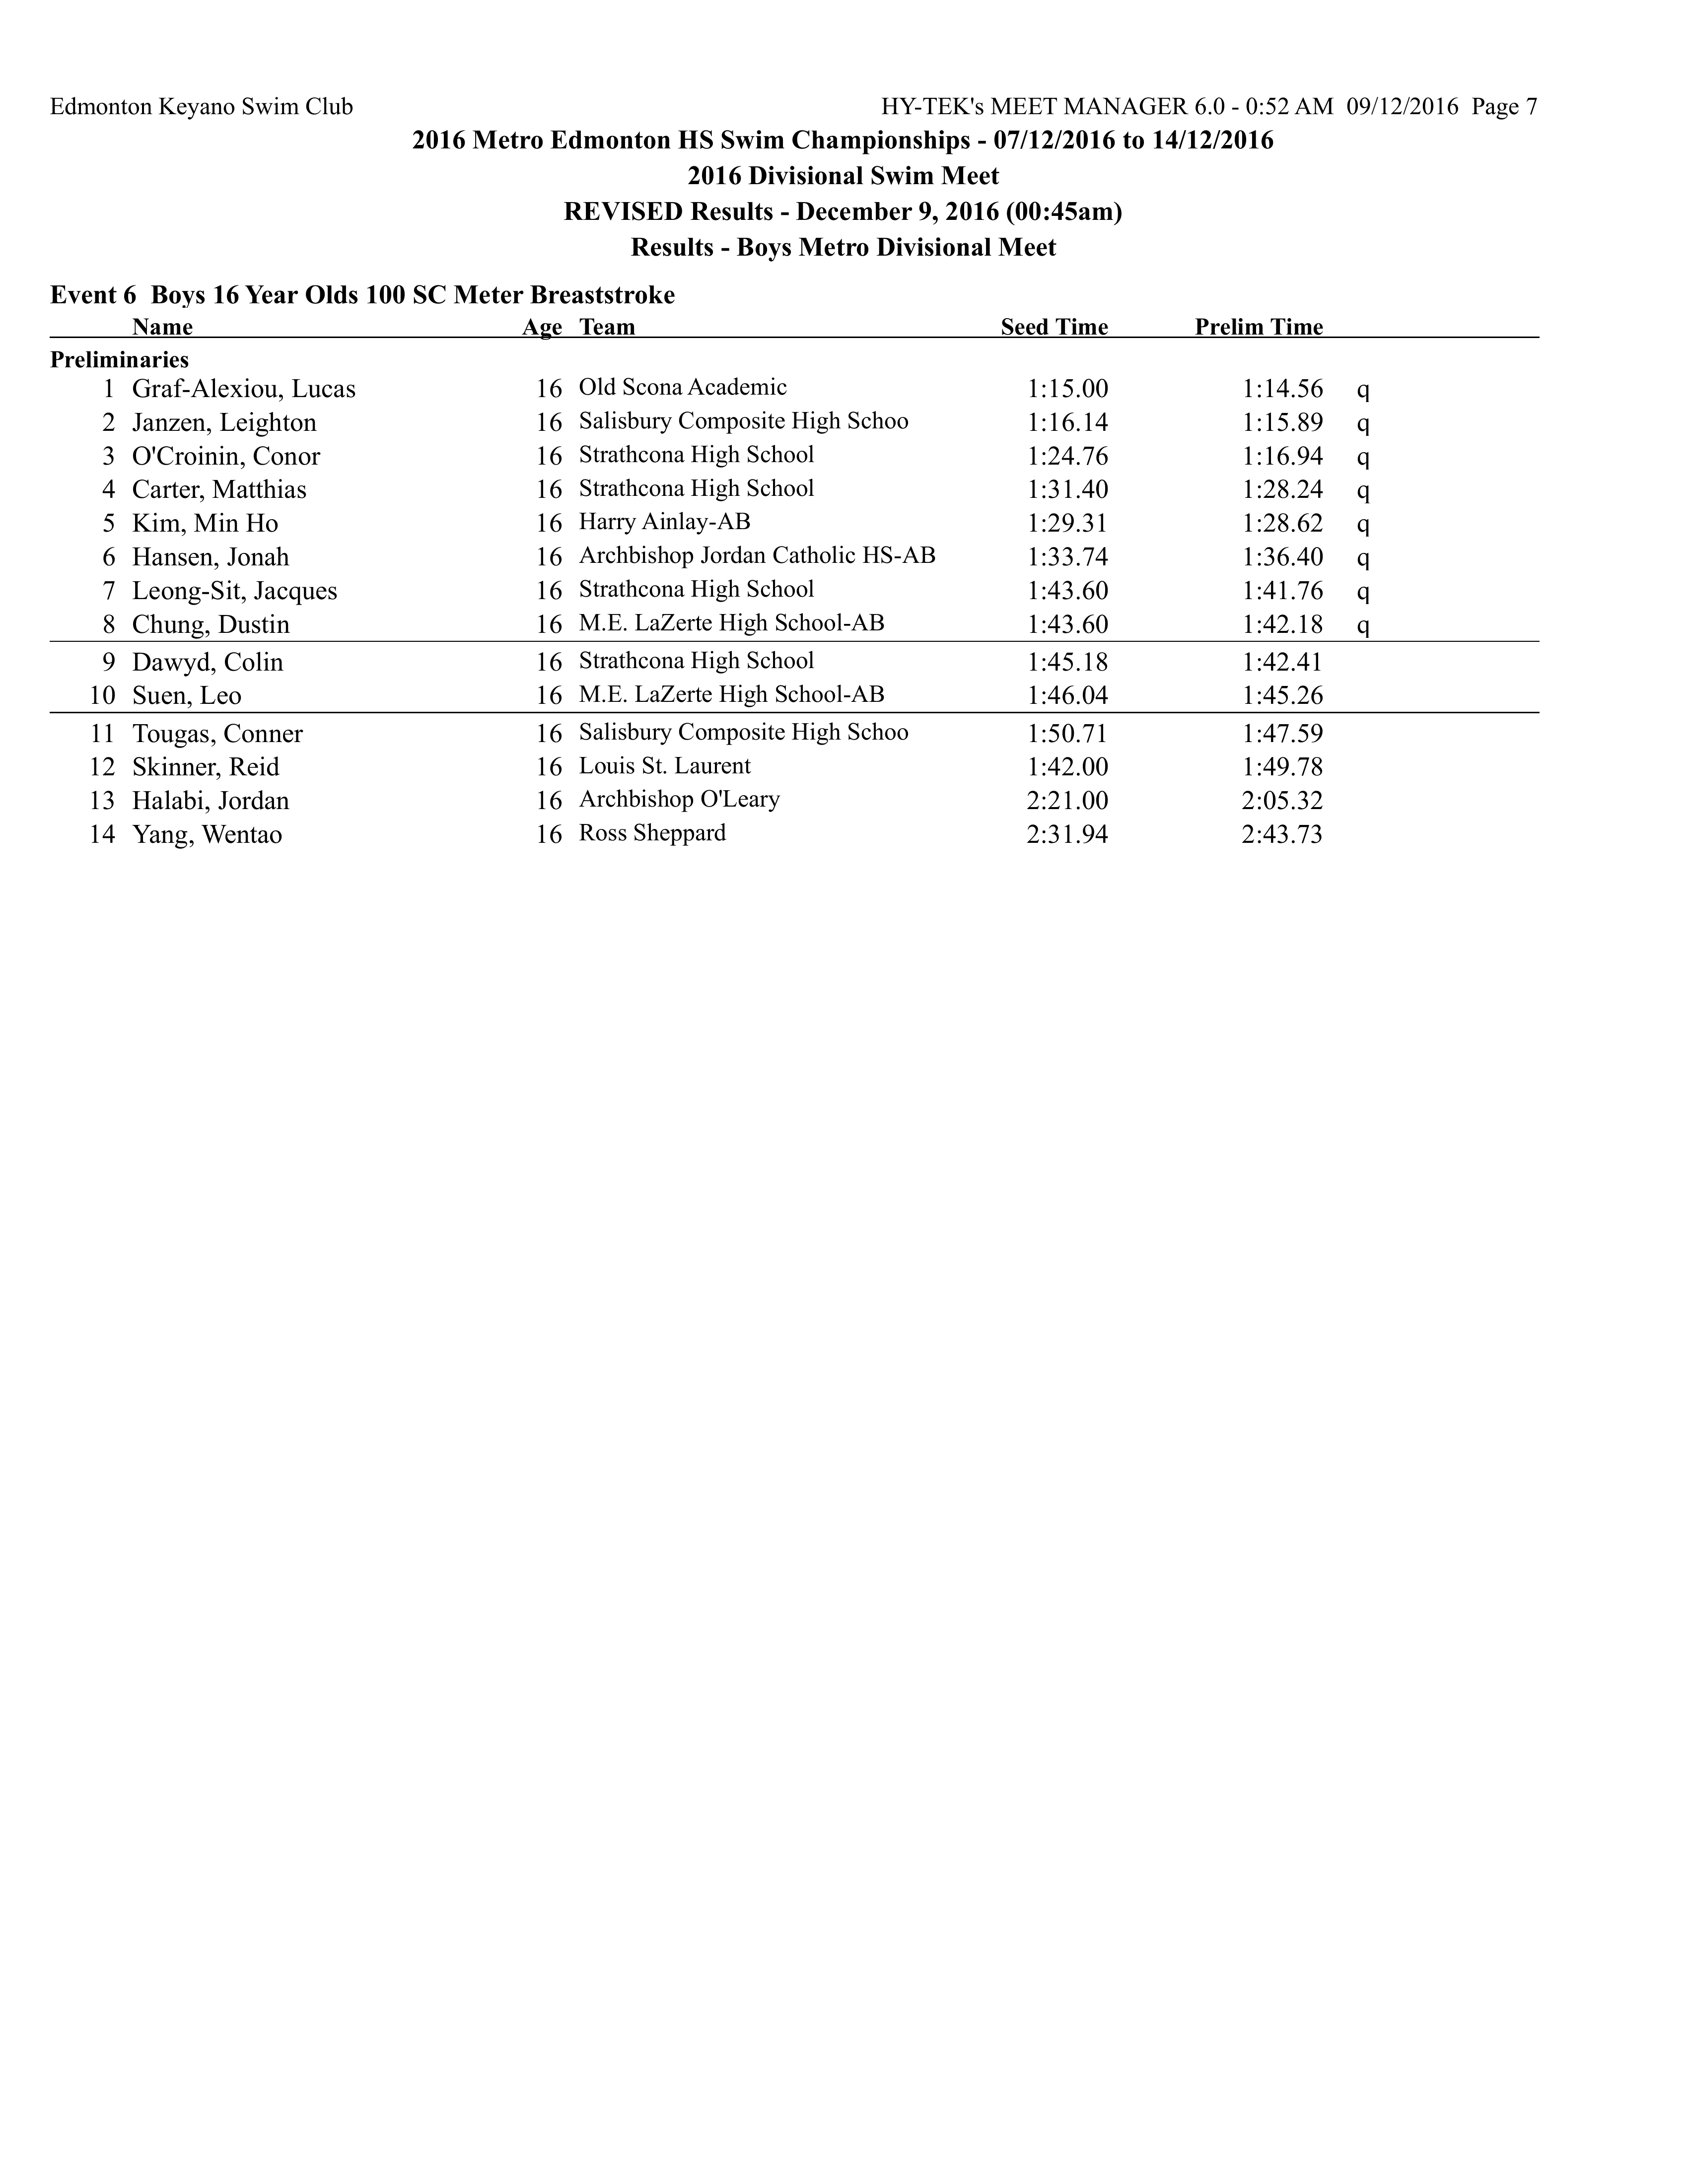 Edmonton Keyano Swim Club HY-TEK's MEET MANAGER 6.0 - 0:52 AM 09/12/2016 Page 7
2016 Metro Edmonton HS Swim Championships - 07/12/2016 to 14/12/2016
2016 Divisional Swim Meet
REVISED Results - December 9, 2016 (00:45am)
Results - Boys Metro Divisional Meet
Event 6 Boys 16 Year Olds 100 SC Meter Breaststroke
Name Age Team Seed Time Prelim Time
Preliminaries
1 Graf-Alexiou, Lucas 16 Old Scona Academic 1:15.00 1:14.56 q
2 Janzen, Leighton 16 Salisbury Composite High Schoo 1:16.14 1:15.89 q
3 O'Croinin, Conor 16 Strathcona High School 1:24.76 1:16.94 q
4 Carter, Matthias 16 Strathcona High School 1:31.40 1:28.24 q
5 Kim, Min Ho 16 Harry Ainlay-AB 1:29.31 1:28.62 q
6 Hansen, Jonah 16 Archbishop Jordan Catholic HS-AB 1:33.74 1:36.40 q
7 Leong-Sit, Jacques 16 Strathcona High School 1:43.60 1:41.76 q
8 Chung, Dustin 16 M.E. LaZerte High School-AB 1:43.60 1:42.18 q
9 Dawyd, Colin 16 Strathcona High School 1:45.18 1:42.41
10 Suen, Leo 16 M.E. LaZerte High School-AB 1:46.04 1:45.26
11 Tougas, Conner 16 Salisbury Composite High Schoo 1:50.71 1:47.59
12 Skinner, Reid 16 Louis St. Laurent 1:42.00 1:49.78
13 Halabi, Jordan 16 Archbishop O'Leary 2:21.00 2:05.32
14 Yang, Wentao 16 Ross Sheppard 2:31.94 2:43.73